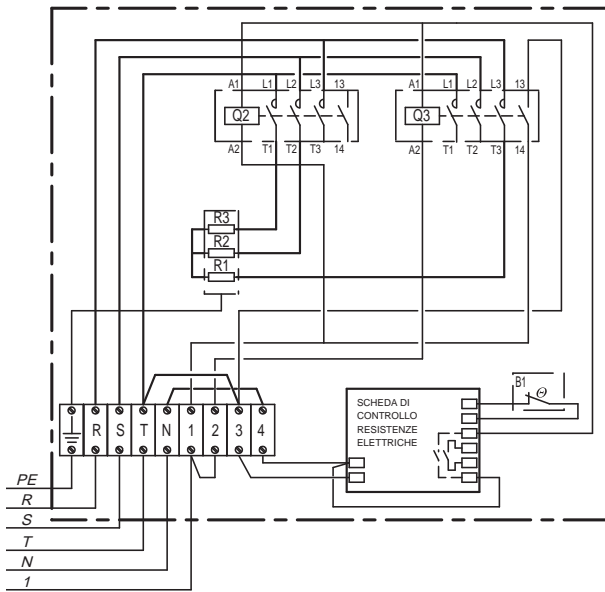 A1 L1 L2 L3 13
A1 L1 L2 L3 13
Q2
Q3
A2 T1 T2 T3 14
A2 T1 T2 T3 14
R3
R2
R1
B1
Θ
SCHEDA DI
CONTROLLO
RESISTENZE
ELETTRICHE
R S T N 1 2 3 4
PE
R
S
T
N
1